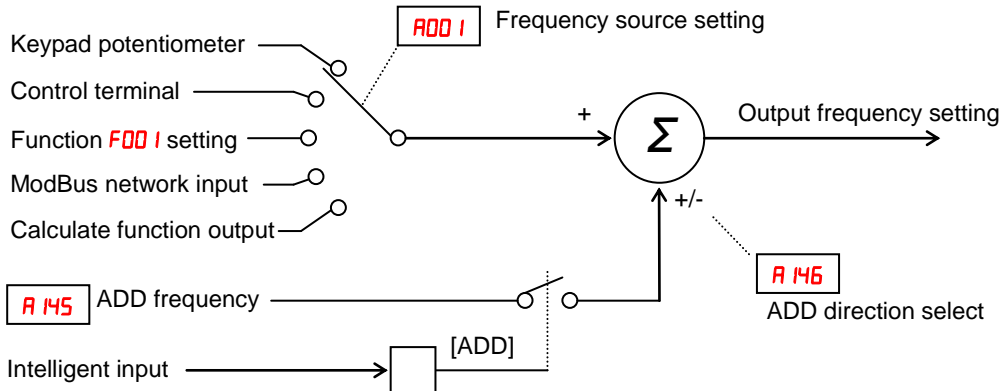 A001 Frequency source setting
Keypad potentiometer
Control terminal
Function F001 setting
ModBus network input
Calculate function output
+
Σ
Output frequency setting
+/-
A146
ADD direction select
A145 ADD frequency
[ADD]
Intelligent input